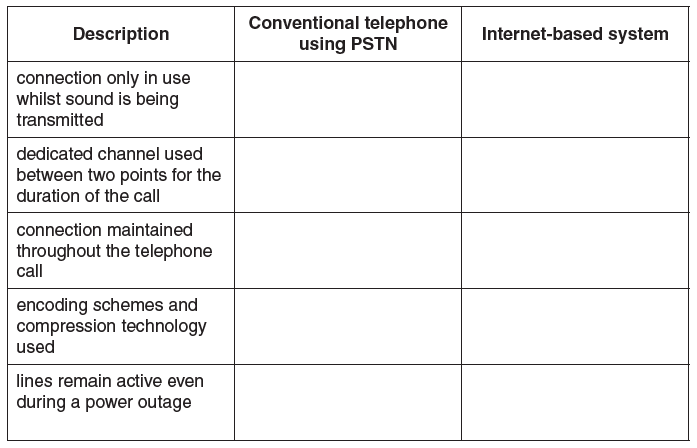 Description
Conventional telephone
using PSTN
Internet-based system
connection only in use
whilst sound is being
transmitted
dedicated channel used
between two points for the
duration of the call
connection maintained
throughout the telephone
call
encoding schemes and
compression technology
used
lines remain active even
during a power outage